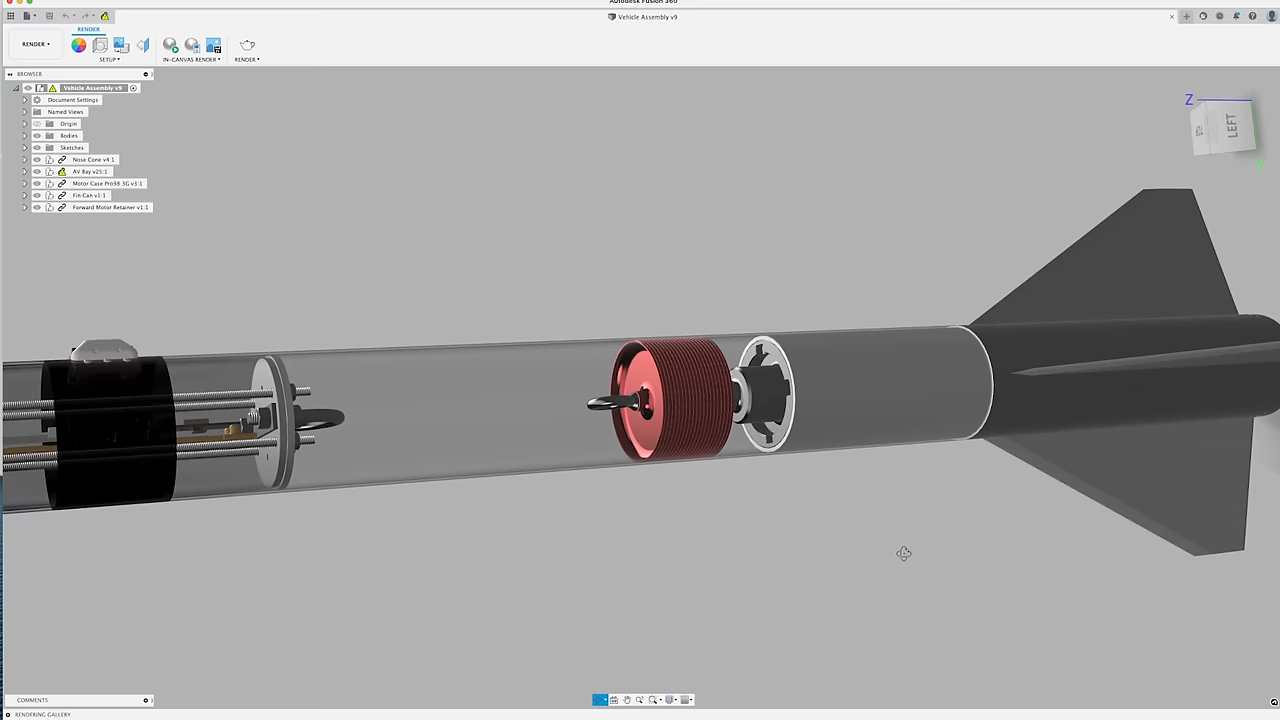 Autodesk Fusion 360
Vehicle Assembly v9
RENDER
RENDER
SETUP
IN-CANVAS RENDER
RENDER
BROWSER
Vehicle Assembly v9
Document Settings
Named Views
Origin
Bodies
Sketches
Nose Cone v4:1
AV Bay v25:1
Motor Case Pro98 3G v3:1
Fin Can v1:1
Forward Motor Retainer v1:1
Z
LEFT
COMMENTS
RENDERING GALLERY